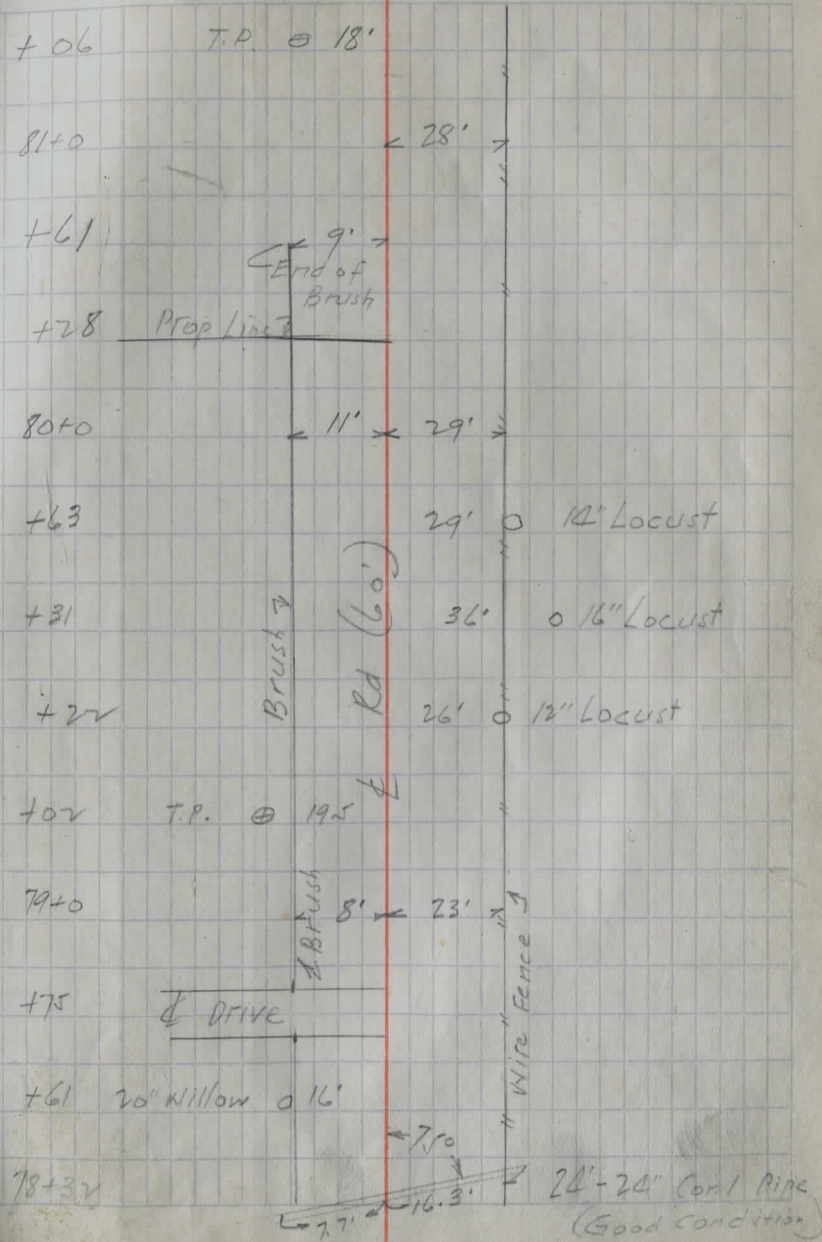 +06 T.P. ⊕ 18'
81+0 28'
+61 9'
End of
Brush
+28 Prop Line
80+0 11' 29'
+63 29' 14" Locust
+31 36' 16" Locust
+22 26' 12" Locust
Brush
℄ Rd (60')
+02 T.P. ⊕ 19.5
79+0 8' 23'
Brush
Wire Fence
+75 ℄ Drive
+61 20" Willow 16'
75°
78+32 24'-24" Pipe
7.7' 16.3' (Good Condition)